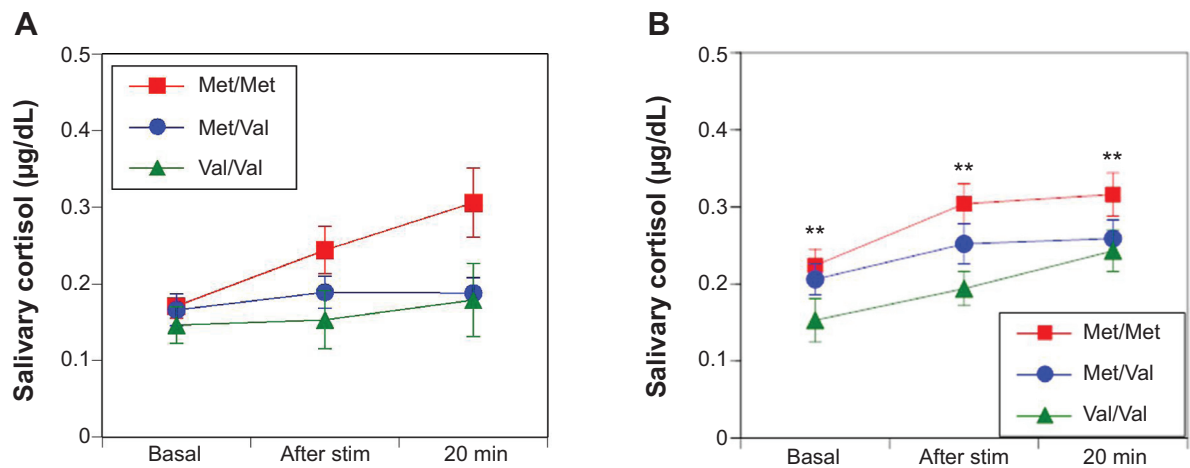 A
Salivary cortisol (µg/dL)
0.5
0.4
0.3
0.2
0.1
0
Met/Met
Met/Val
Val/Val
Basal After stim 20 min
B
Salivary cortisol (µg/dL)
0.5
0.4
0.3
0.2
0.1
0
**
**
**
Met/Met
Met/Val
Val/Val
Basal After stim 20 min